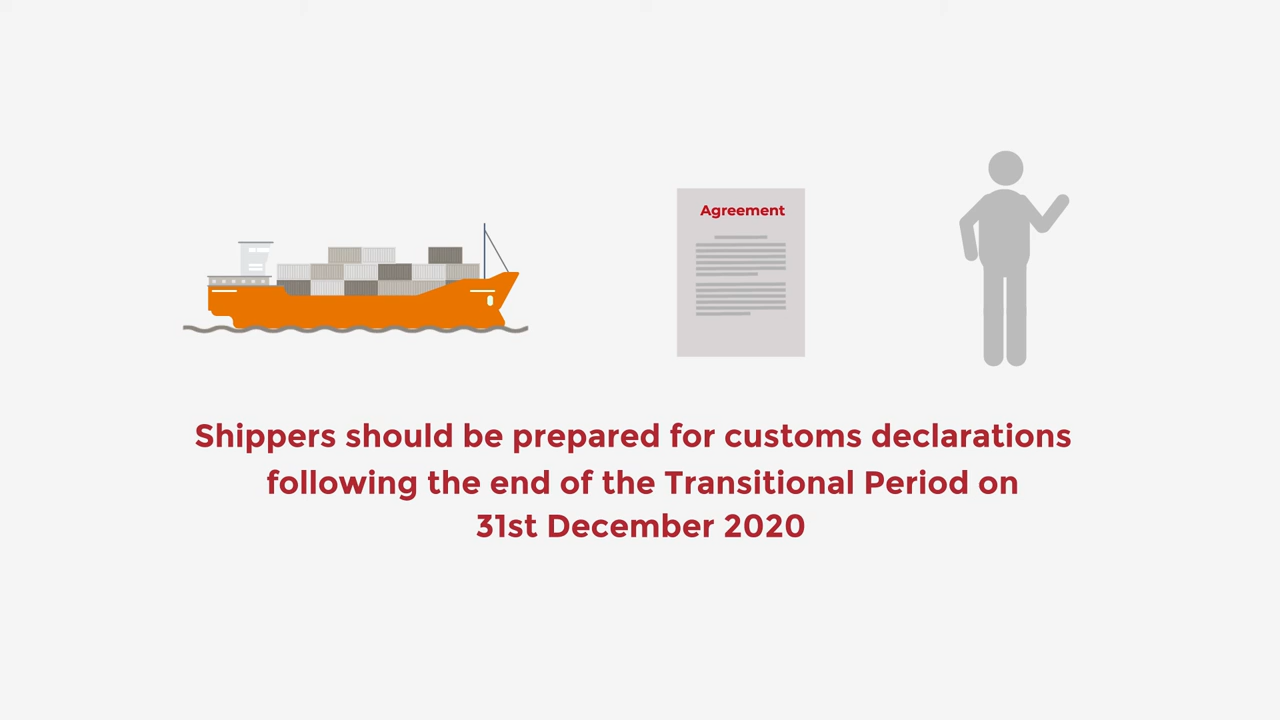 Agreement
Shippers should be prepared for customs declarations
following the end of the Transitional Period on
31st December 2020